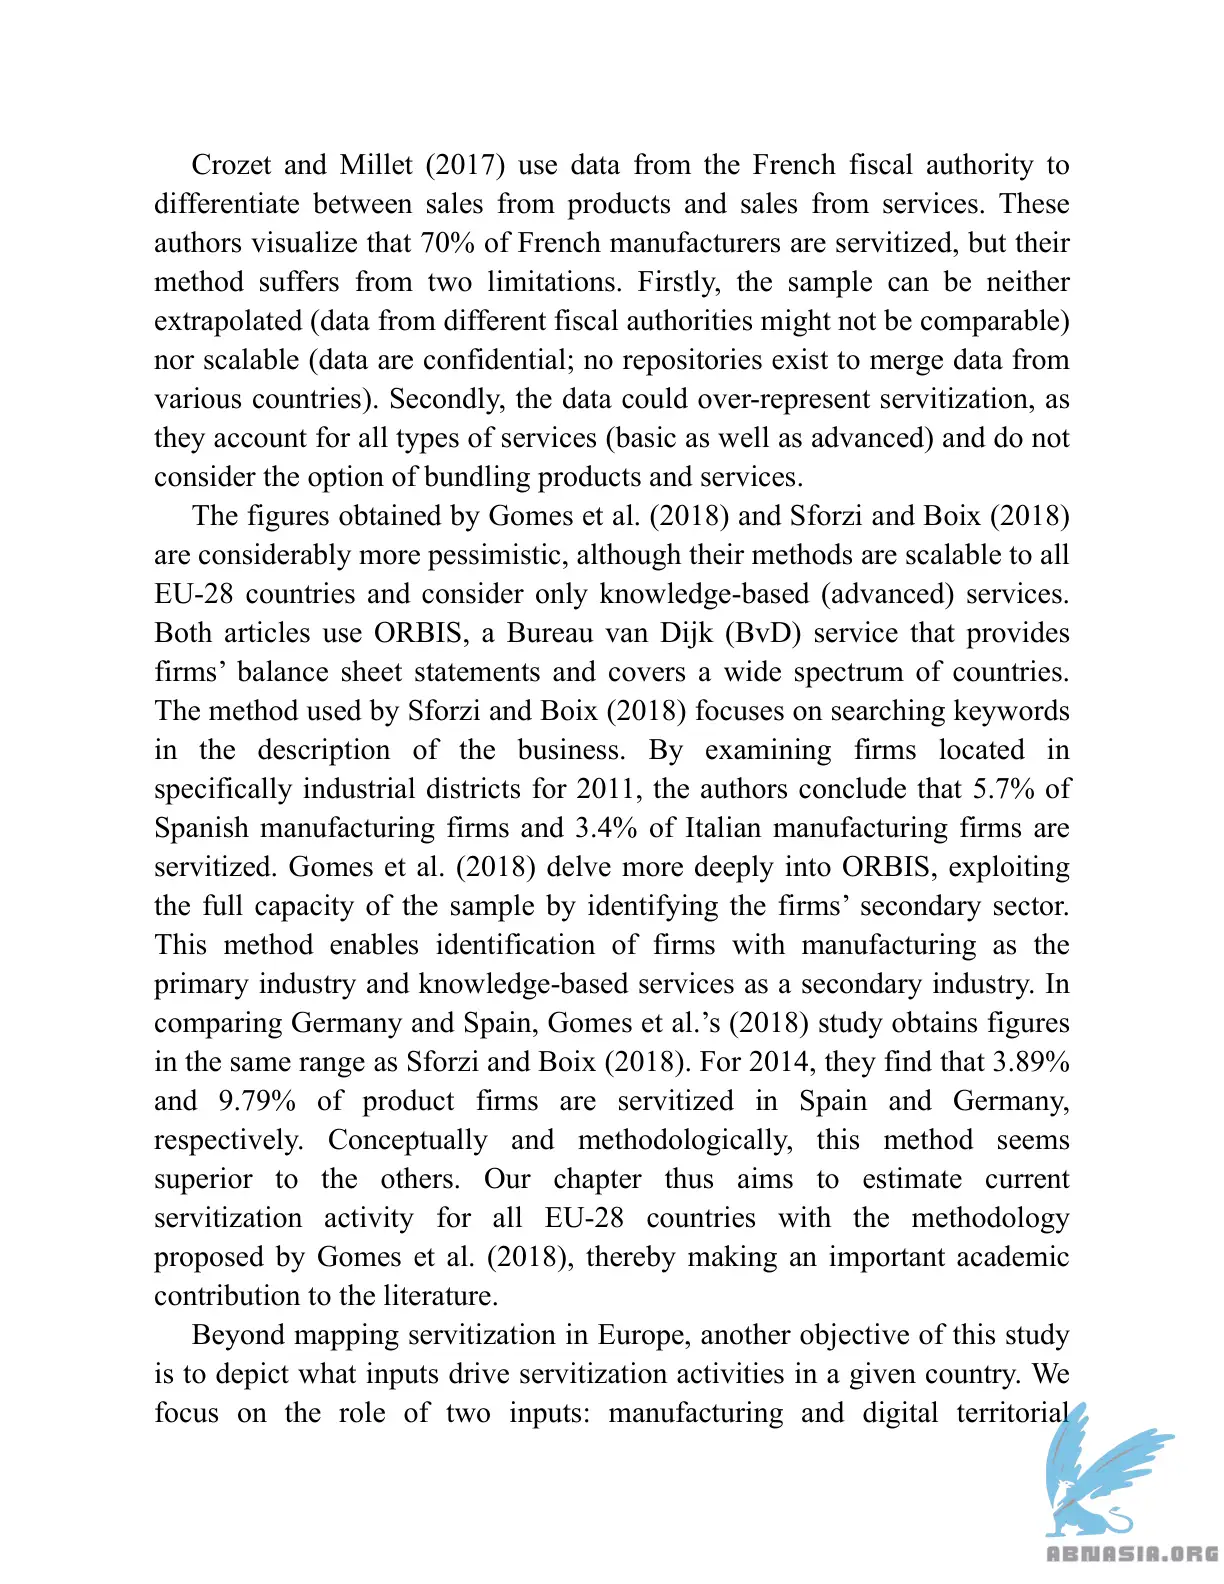 Crozet and Millet (2017) use data from the French fiscal authority to
differentiate between sales from products and sales from services. These
authors visualize that 70% of French manufacturers are servitized, but their
method suffers from two limitations. Firstly, the sample can be neither
extrapolated (data from different fiscal authorities might not be comparable)
nor scalable (data are confidential; no repositories exist to merge data from
various countries). Secondly, the data could over-represent servitization, as
they account for all types of services (basic as well as advanced) and do not
consider the option of bundling products and services.
The figures obtained by Gomes et al. (2018) and Sforzi and Boix (2018)
are considerably more pessimistic, although their methods are scalable to all
EU-28 countries and consider only knowledge-based (advanced) services.
Both articles use ORBIS, a Bureau van Dijk (BvD) service that provides
firms’ balance sheet statements and covers a wide spectrum of countries.
The method used by Sforzi and Boix (2018) focuses on searching keywords
in the description of the business. By examining firms located in
specifically industrial districts for 2011, the authors conclude that 5.7% of
Spanish manufacturing firms and 3.4% of Italian manufacturing firms are
servitized. Gomes et al. (2018) delve more deeply into ORBIS, exploiting
the full capacity of the sample by identifying the firms’ secondary sector.
This method enables identification of firms with manufacturing as the
primary industry and knowledge-based services as a secondary industry. In
comparing Germany and Spain, Gomes et al.’s (2018) study obtains figures
in the same range as Sforzi and Boix (2018). For 2014, they find that 3.89%
and 9.79% of product firms are servitized in Spain and Germany,
respectively. Conceptually and methodologically, this method seems
superior to the others. Our chapter thus aims to estimate current
servitization activity for all EU-28 countries with the methodology
proposed by Gomes et al. (2018), thereby making an important academic
contribution to the literature.
Beyond mapping servitization in Europe, another objective of this study
is to depict what inputs drive servitization activities in a given country. We
focus on the role of two inputs: manufacturing and digital territorial
ABNASIA.ORG